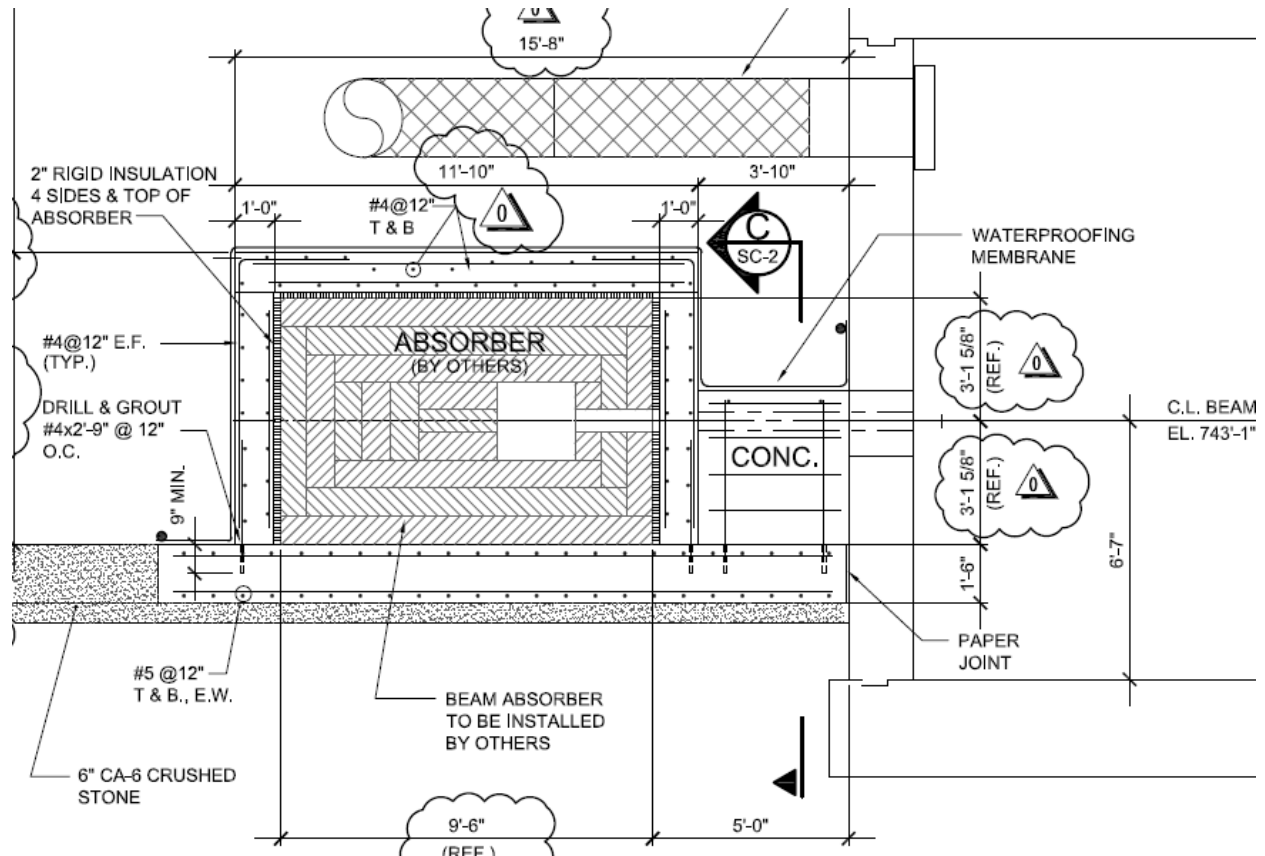 0
15'-8"
2" RIGID INSULATION
4 SIDES & TOP OF
ABSORBER
11'-10"
3'-10"
1'-0"
#4@12"
T & B
0
1'-0"
C
SC-2
WATERPROOFING
MEMBRANE
#4@12" E.F.
(TYP.)
ABSORBER
(BY OTHERS)
3'-1 5/8"
(REF.)
0
DRILL & GROUT
#4x2'-9" @ 12"
O.C.
C.L. BEAM
EL. 743'-1"
CONC.
9" MIN.
3'-1 5/8"
(REF.)
0
6'-7"
1'-6"
PAPER
JOINT
#5 @12"
T & B., E.W.
BEAM ABSORBER
TO BE INSTALLED
BY OTHERS
6" CA-6 CRUSHED
STONE
9'-6"
(REF.)
5'-0"